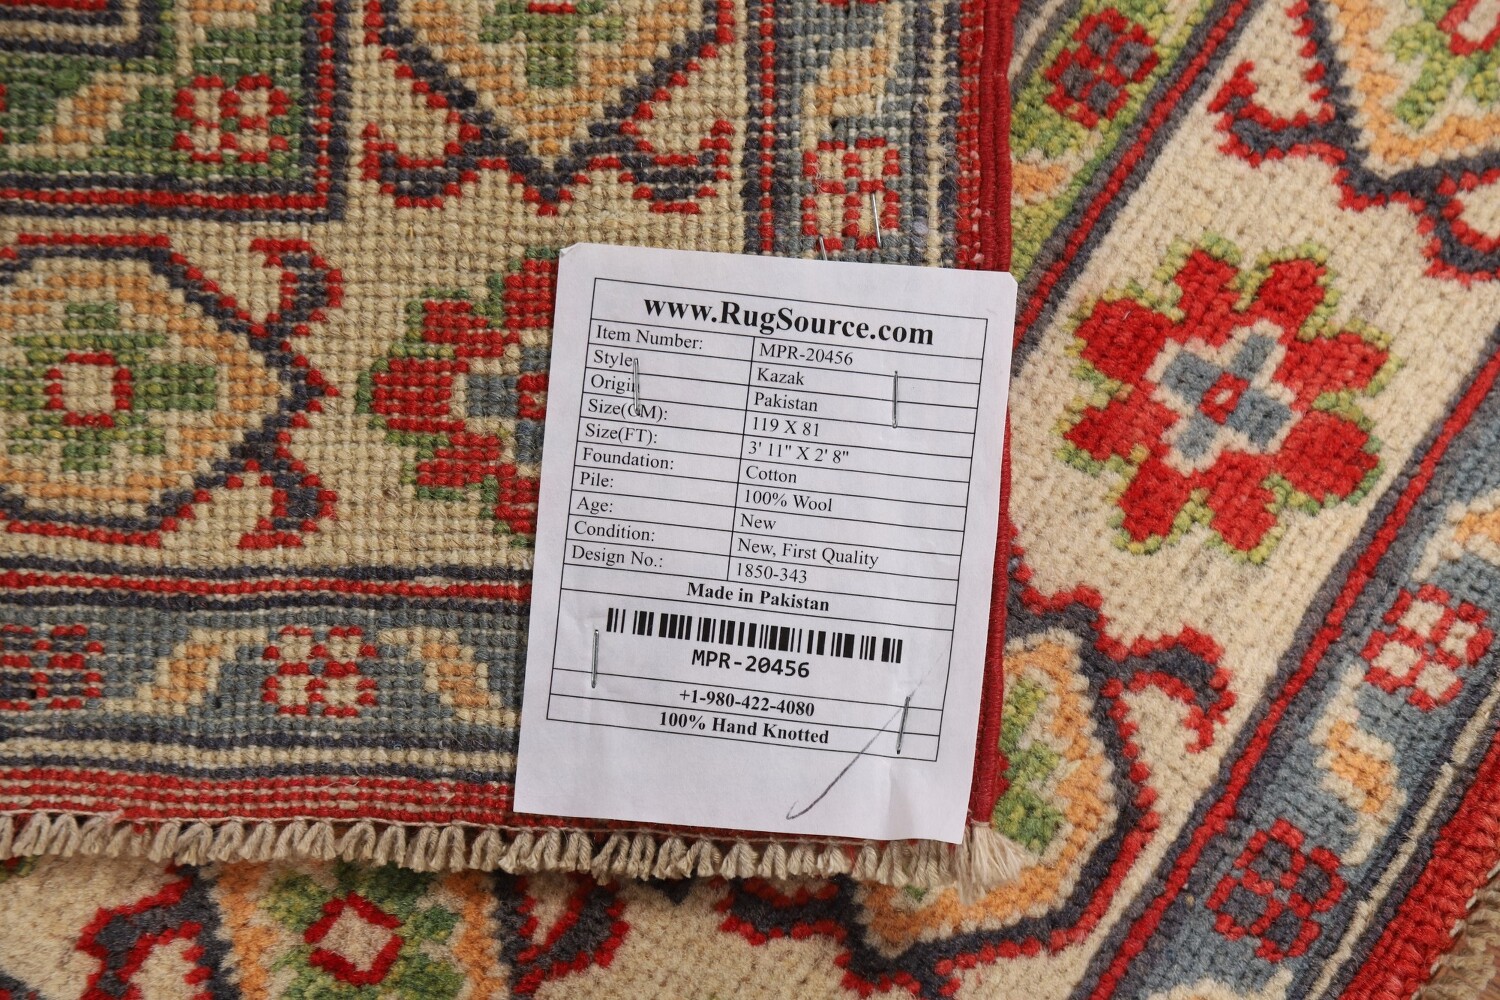 www.RugSource.com
Item Number: MPR-20456
Style: Kazak
Origin: Pakistan
Size(CM): 119 X 81
Size(FT): 3' 11" X 2' 8"
Foundation: Cotton
Pile: 100% Wool
Age: New
Condition: New, First Quality
Design No.: 1850-343
Made in Pakistan
MPR-20456
+1-980-422-4080
100% Hand Knotted